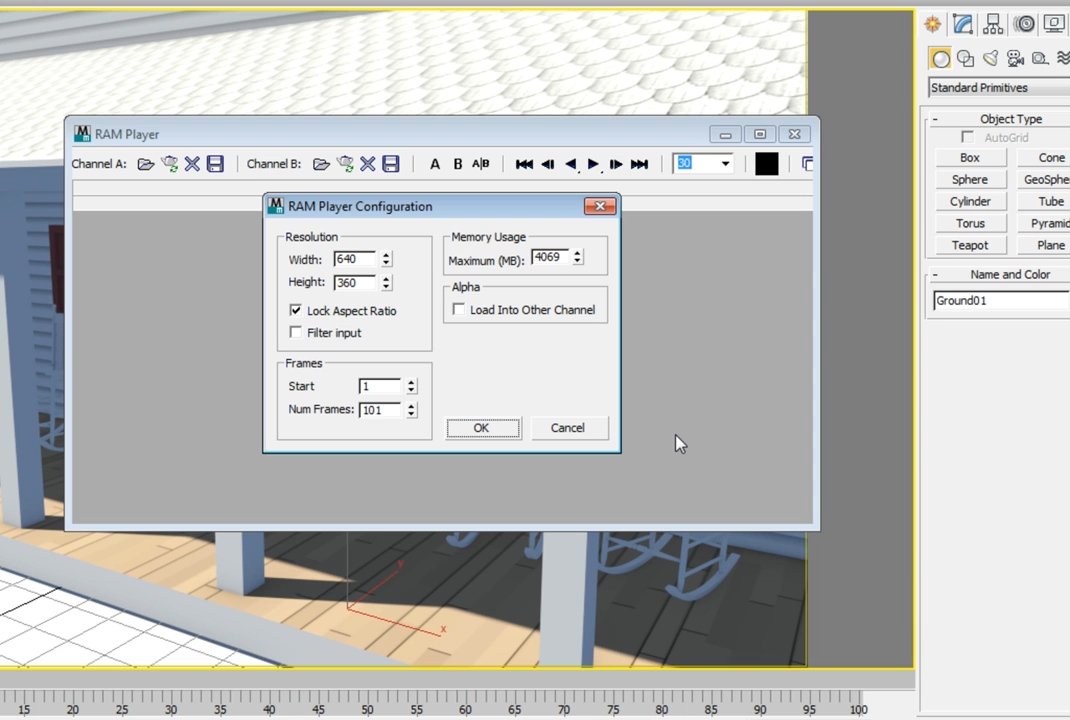 Standard Primitives
- Object Type
AutoGrid
Box Cone
Sphere GeoSphe
Cylinder Tube
Torus Pyramid
Teapot Plane
- Name and Color
Ground01
RAM Player
Channel A: Channel B: A B A|B 30
RAM Player Configuration
Resolution
Width: 640
Height: 360
Lock Aspect Ratio
Filter input
Memory Usage
Maximum (MB): 4069
Alpha
Load Into Other Channel
Frames
Start 1
Num Frames: 101
OK Cancel
y
x
15 20 25 30 35 40 45 50 55 60 65 70 75 80 85 90 95 100